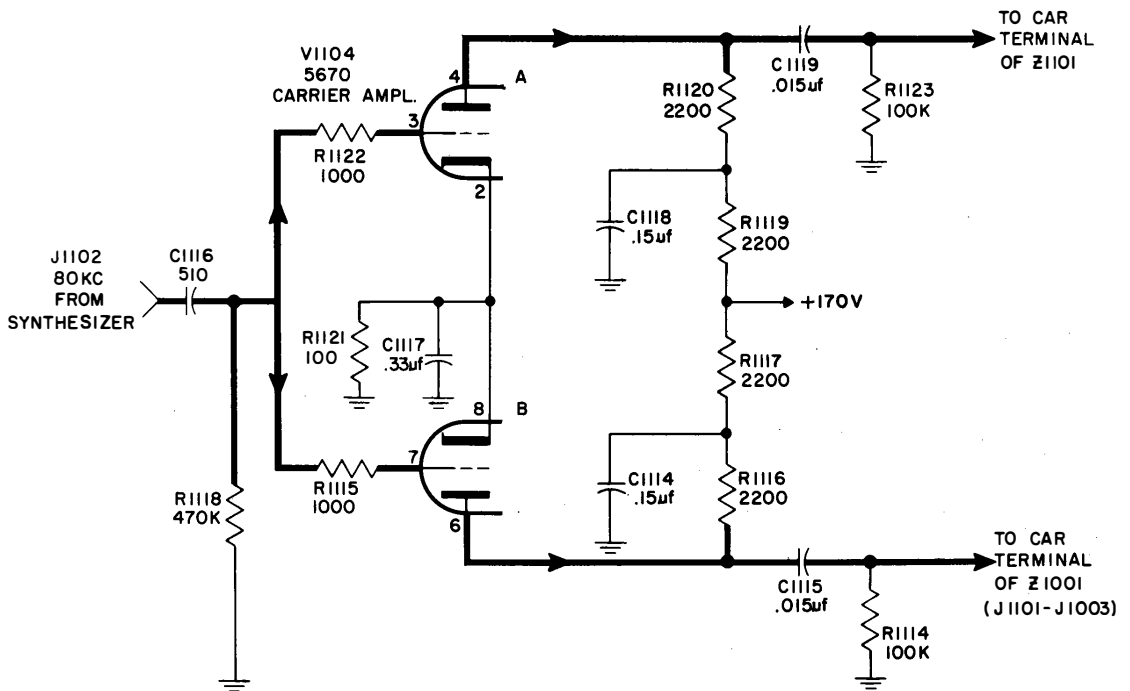 TO CAR
TERMINAL
OF Z1101
V1104
5670
CARRIER AMPL.
4
A
C1119
.015uf
R1120
2200
R1123
100K
3
R1122
1000
2
C1118
.15uf
R1119
2200
J1102
80KC
FROM
SYNTHESIZER
C1116
510
+170V
R1121
100
C1117
.33uf
R1117
2200
8
B
7
R1115
1000
C1114
.15uf
R1116
2200
R1118
470K
6
TO CAR
TERMINAL
OF Z1001
(J1101-J1003)
C1115
.015uf
R1114
100K